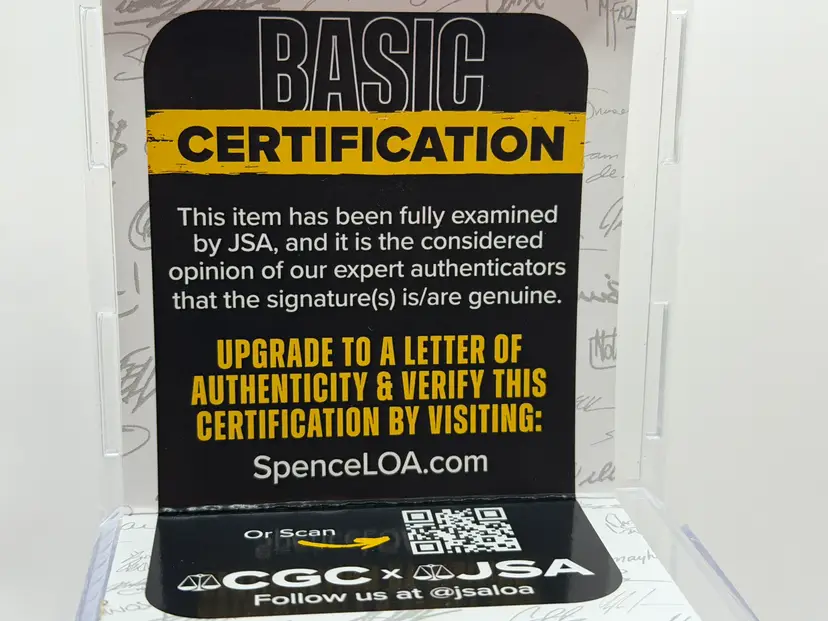 BASIC
CERTIFICATION
This item has been fully examined
by JSA, and it is the considered
opinion of our expert authenticators
that the signature(s) is/are genuine.
UPGRADE TO A LETTER OF
AUTHENTICITY & VERIFY THIS
CERTIFICATION BY VISITING:
SpenceLOA.com
Or Scan
CGC x JSA
Follow us at @jsaloa